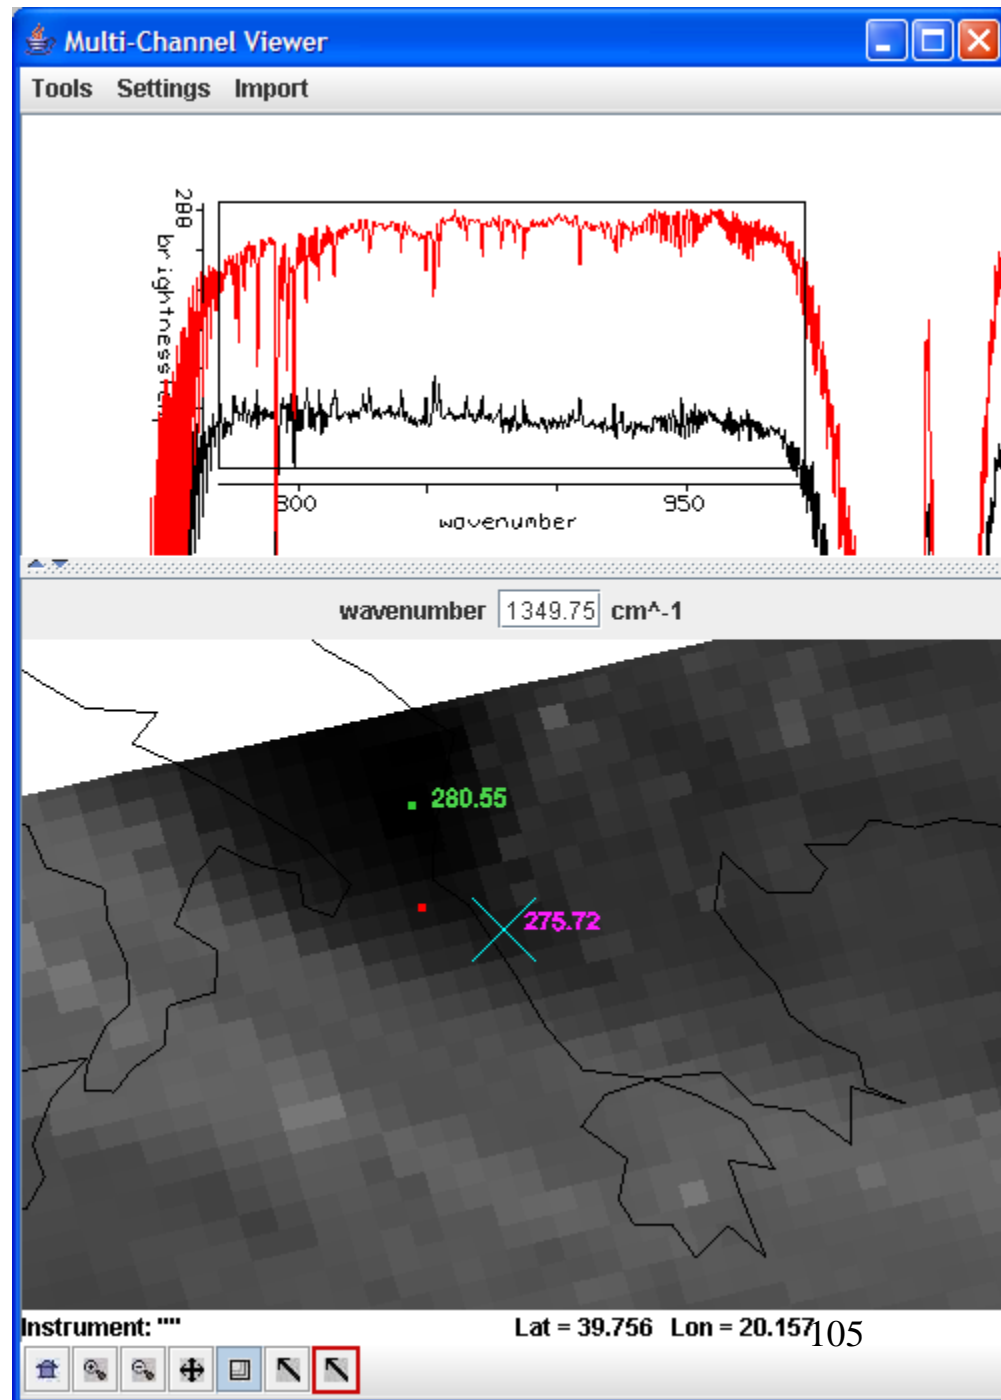 Multi-Channel Viewer
Tools Settings Import
288
brightness
800
950
wavenumber
wavenumber 1349.75 cm^-1
280.55
275.72
Instrument: ""
Lat = 39.756 Lon = 20.157
105